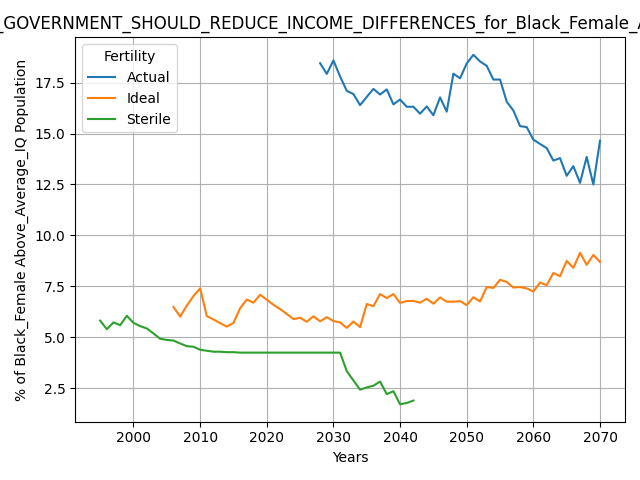 _GOVERNMENT_SHOULD_REDUCE_INCOME_DIFFERENCES_for_Black_Female_A
Fertility
Actual
Ideal
Sterile
% of Black_Female Above_Average_IQ Population
17.5
15.0
12.5
10.0
7.5
5.0
2.5
2000 2010 2020 2030 2040 2050 2060 2070
Years